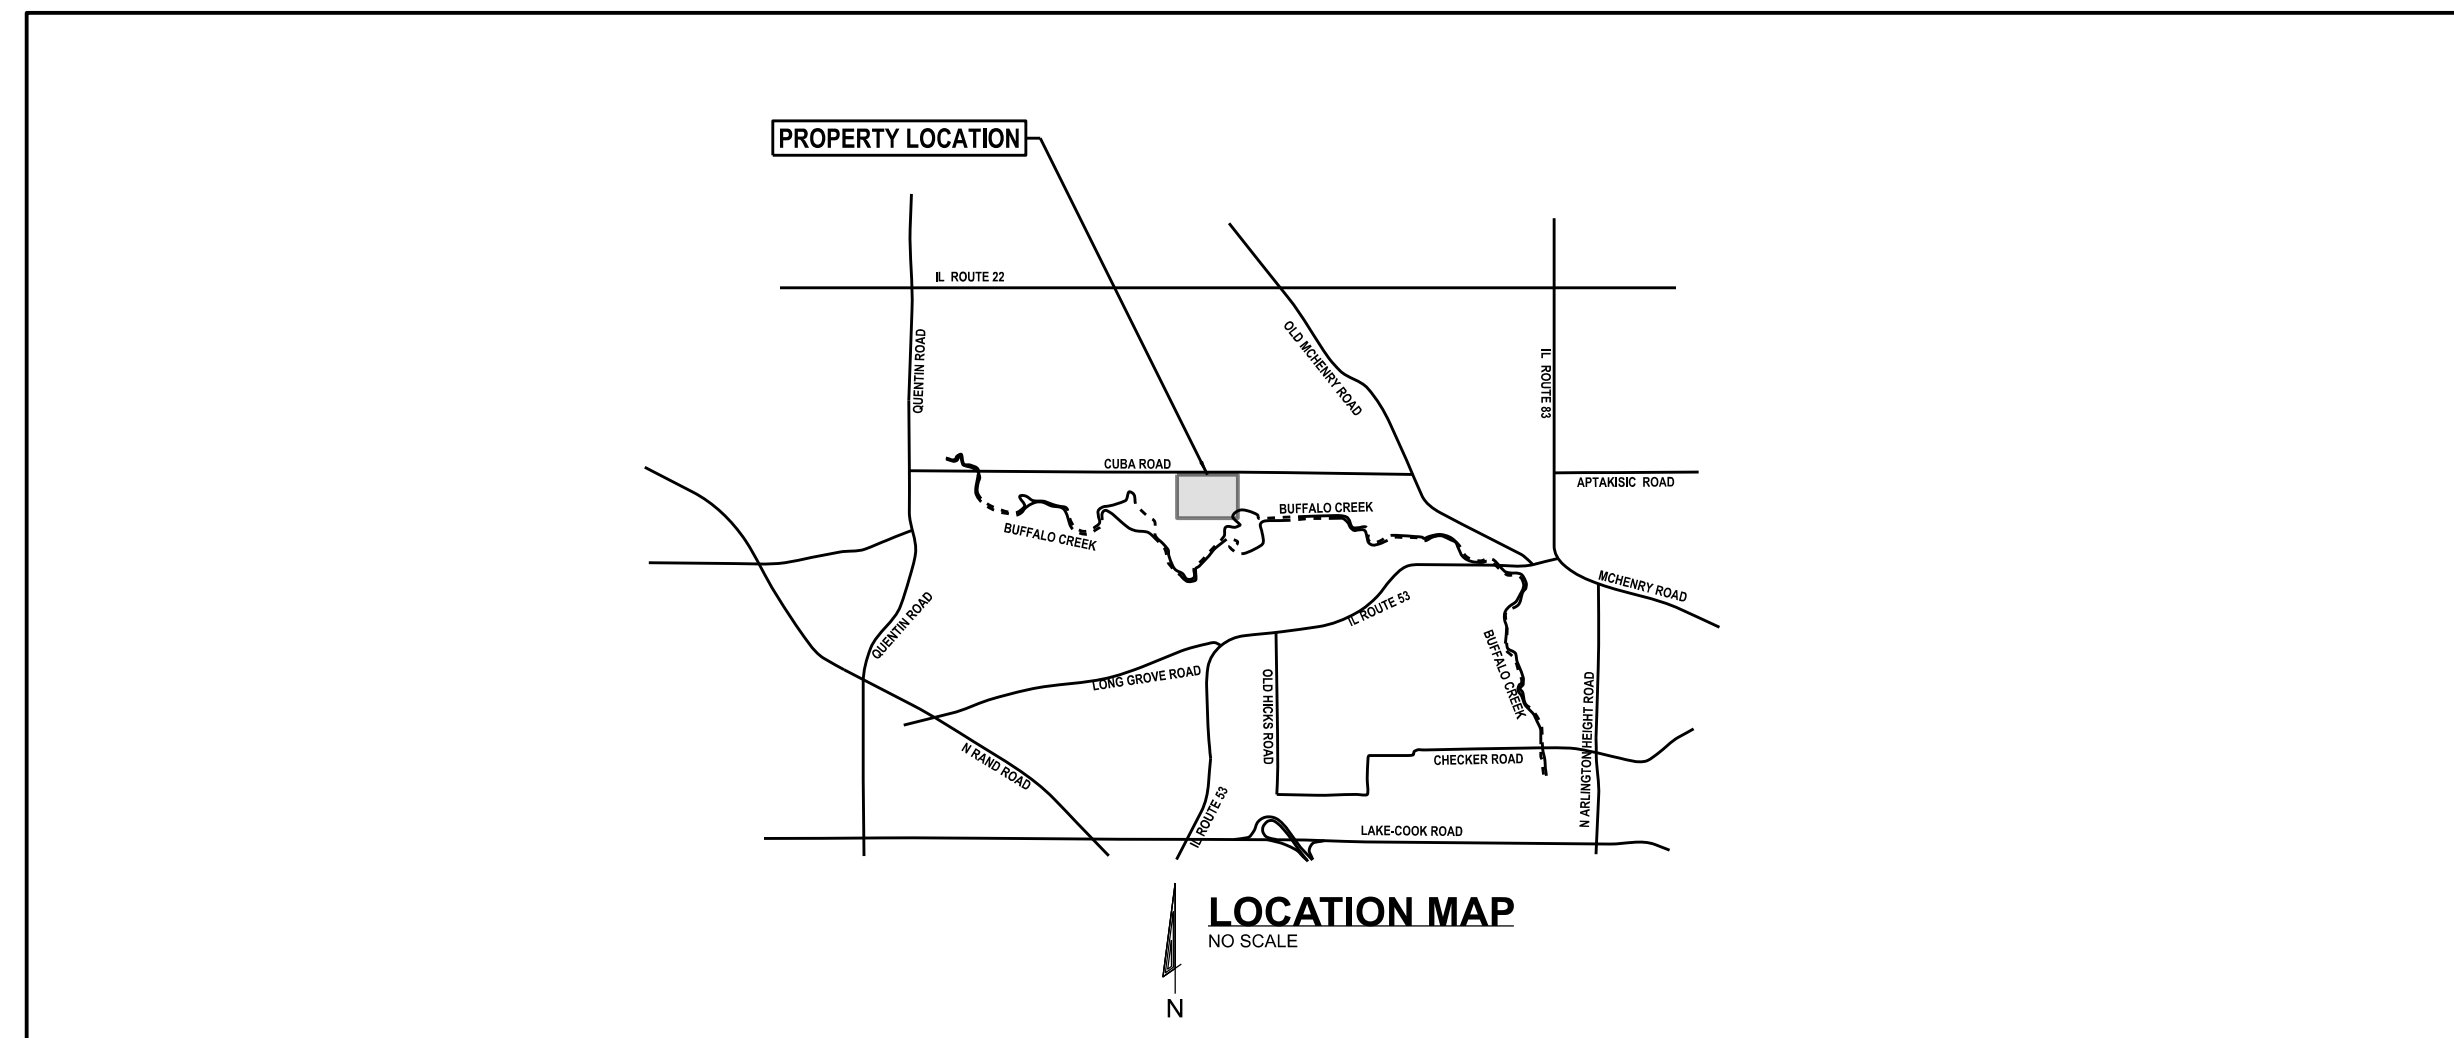 PROPERTY LOCATION
IL ROUTE 22
QUENTIN ROAD
OLD MCHENRY ROAD
IL ROUTE 83
CUBA ROAD
APTAKISIC ROAD
BUFFALO CREEK
BUFFALO CREEK
MCHENRY ROAD
QUENTIN ROAD
IL ROUTE 53
BUFFALO CREEK
LONG GROVE ROAD
OLD HICKS ROAD
N ARLINGTON HEIGHT ROAD
N RAND ROAD
CHECKER ROAD
IL ROUTE 53
LAKE-COOK ROAD
LOCATION MAP
NO SCALE
N